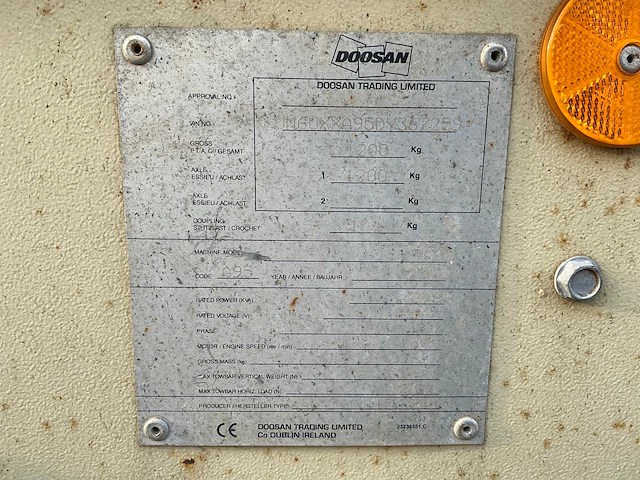 DOOSAN
DOOSAN TRADING LIMITED
APPROVAL NO.
VIN NO.
GROSS
P.T.A.C/GESAMT 1200 Kg
AXLE
ESSIEU/ACHLAST 1 1200 Kg
AXLE
ESSIEU/ACHLAST 2 Kg
COUPLING
STUTZLAST/CROCHET Kg
MACHINE MODEL
CODE 695 YEAR/ANNEE/BAUJAHR
RATED POWER (KVA)
RATED VOLTAGE (V)
PHASE
MOTOR/ENGINE SPEED (rev/min)
GROSS MASS (kg)
MAX TOWBAR VERTICAL WEIGHT (N)
MAX TOWBAR HORIZ. LOAD (N)
PRODUCER/HERSTELLER TYPE
CE DOOSAN TRADING LIMITED
Co DUBLIN IRELAND